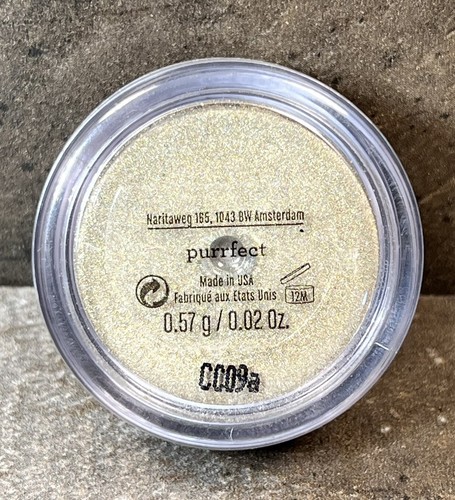 Naritaweg 165, 1043 BW Amsterdam
purrfect
Made in USA
Fabriqué aux Etats Unis
12M
0.57 g / 0.02 Oz.
C009a